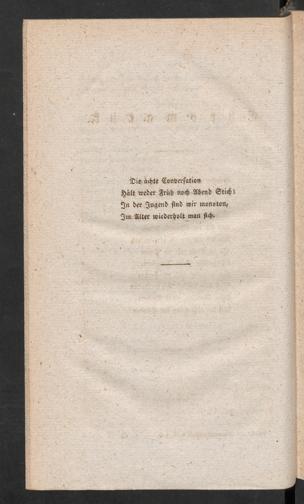 Die ächte Conversation
Hält weder Früh noch Abend Stich;
In der Jugend sind wir monoton,
Im Alter wiederholt man sich.